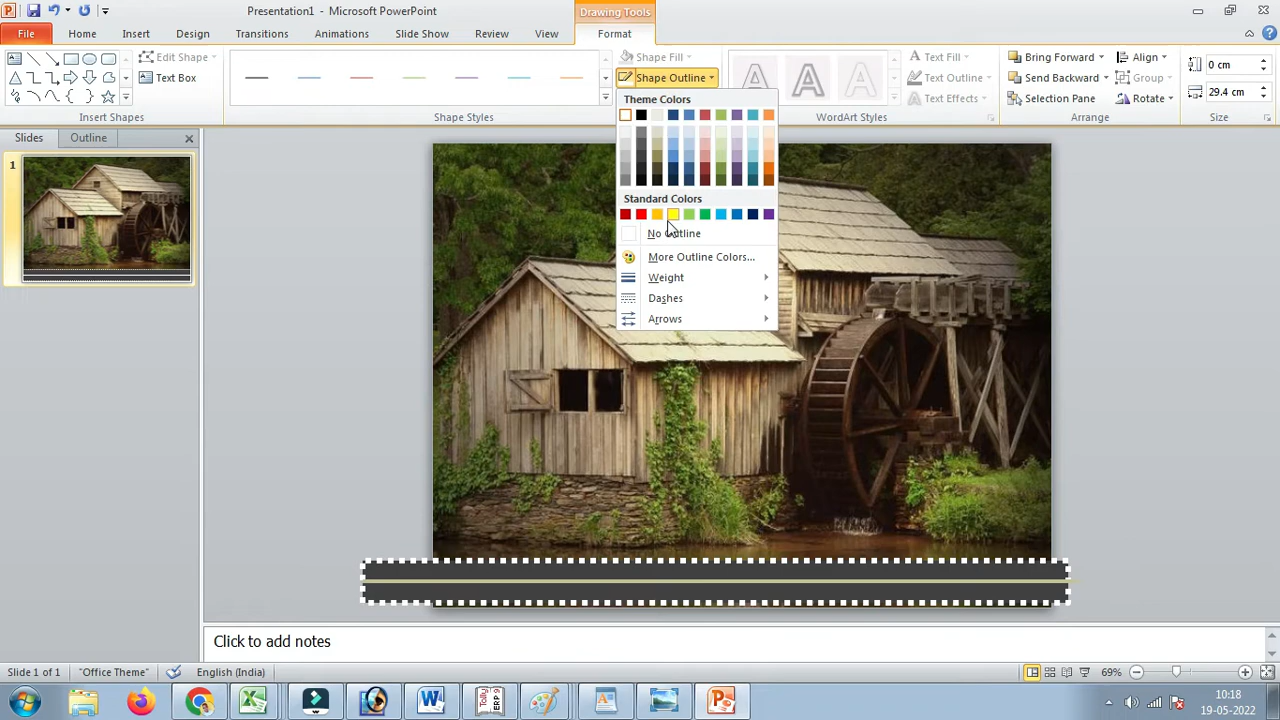 Presentation1 - Microsoft PowerPoint
Drawing Tools
File
Home
Insert
Design
Transitions
Animations
Slide Show
Review
View
Format
Edit Shape
Text Box
Insert Shapes
Shape Fill
Shape Outline
Shape Styles
Text Fill
Text Outline
Text Effects
WordArt Styles
Bring Forward
Send Backward
Selection Pane
Align
Group
Rotate
Arrange
0 cm
29.4 cm
Size
Theme Colors
Standard Colors
No Outline
More Outline Colors...
Weight
Dashes
Arrows
Slides
Outline
1
Click to add notes
Slide 1 of 1
"Office Theme"
English (India)
69%
10:18
19-05-2022